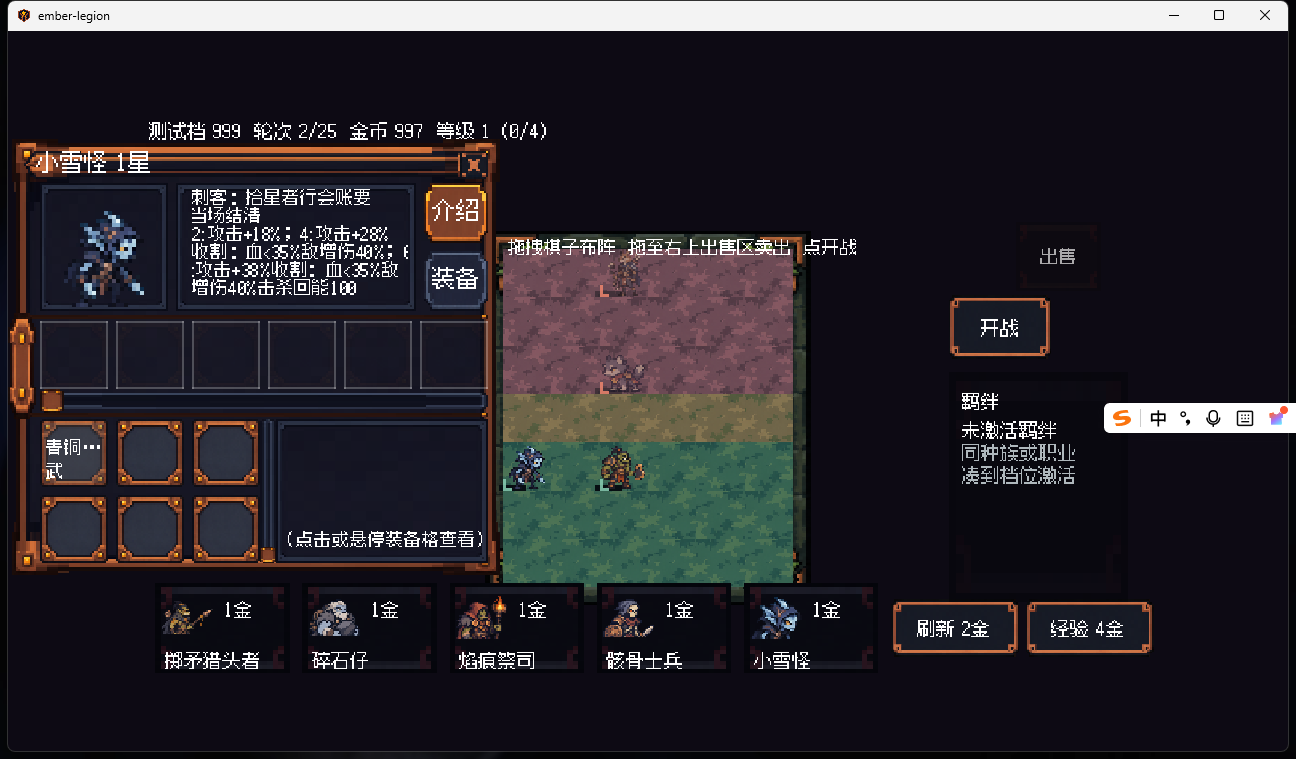 ember-legion
测试档 999 轮次 2/25 金币 997 等级 1 (0/4)
小雪怪 1星
刺客：拾星者行会账要
当场结清
2:攻击+18%；4:攻击+28%
收割：血<35%敌增伤40%；6
:攻击+38%收割：血<35%敌
增伤40%击杀回能100
介绍
装备
青铜…
武
(点击或悬停装备格查看)
拖拽棋子布阵 拖至右上出售区卖出 点开战
出售
开战
羁绊
未激活羁绊
同种族或职业
凑到档位激活
中
1金
掷矛猎头者
1金
碎石仔
1金
焰痕祭司
1金
骸骨士兵
1金
小雪怪
刷新 2金
经验 4金